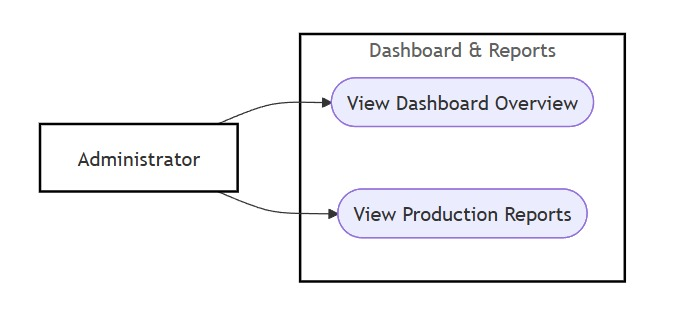 Dashboard & Reports
View Dashboard Overview
Administrator
View Production Reports